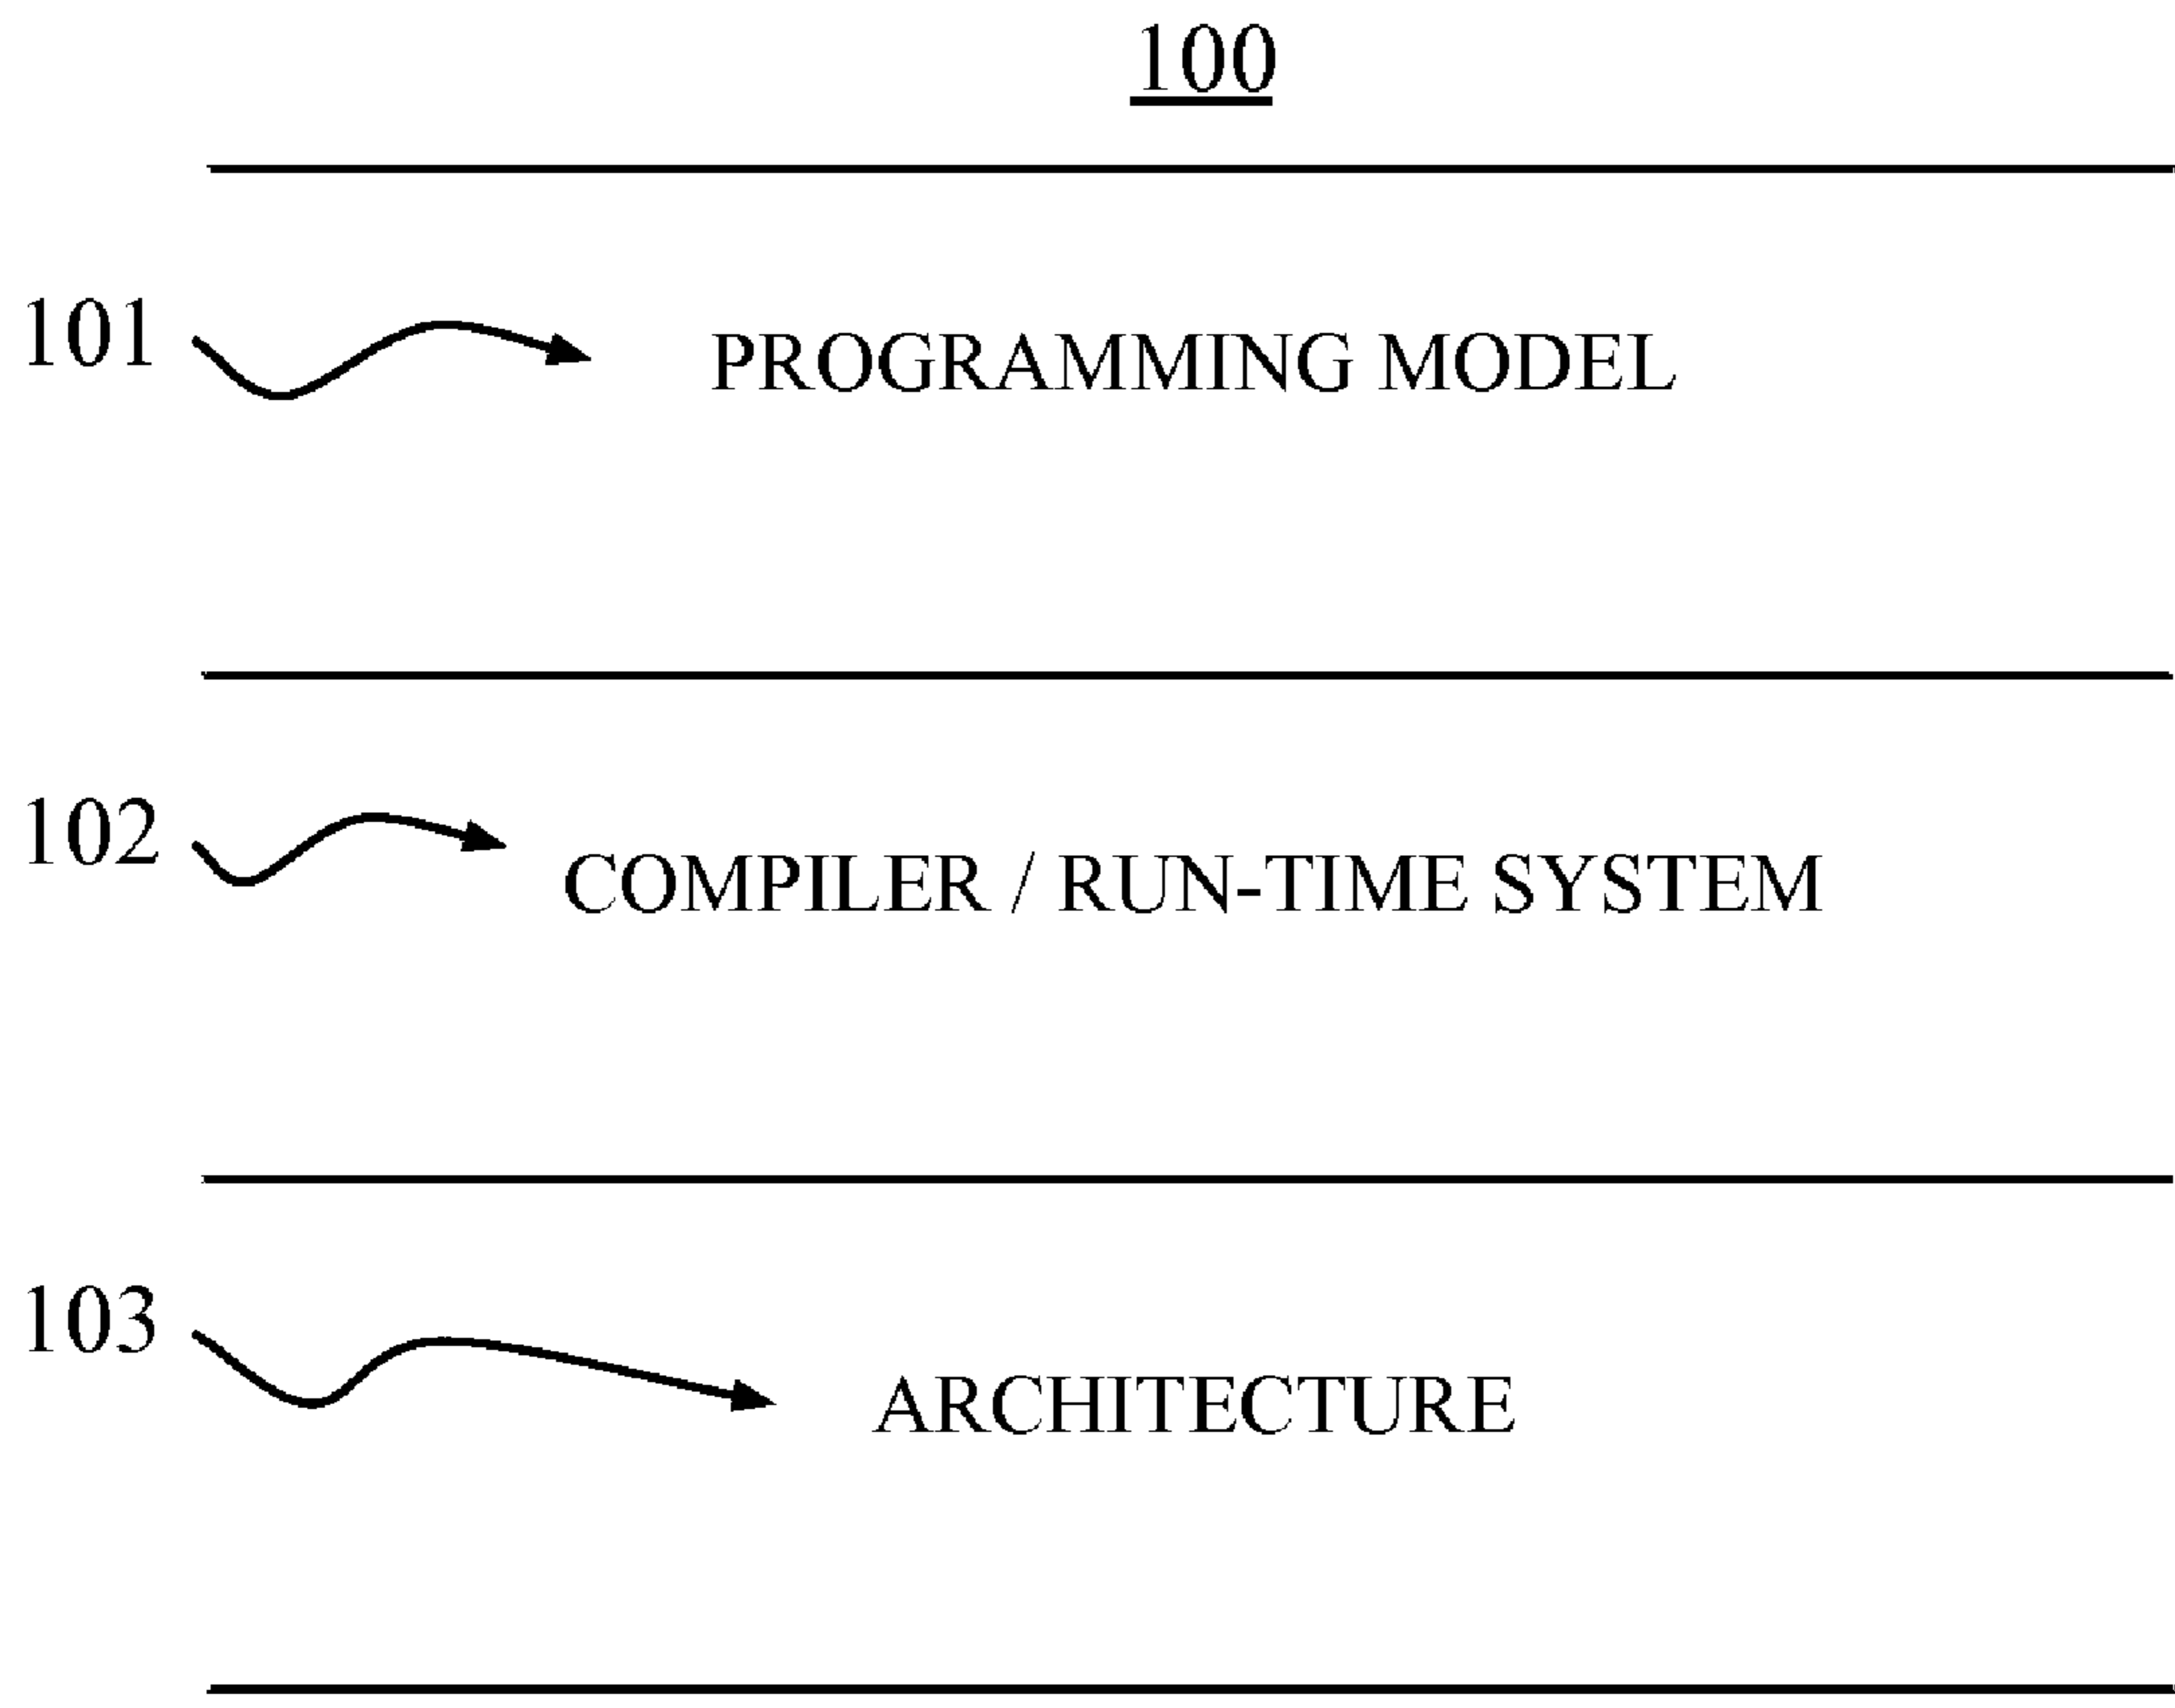 100
101 PROGRAMMING MODEL
102 COMPILER / RUN-TIME SYSTEM
103 ARCHITECTURE